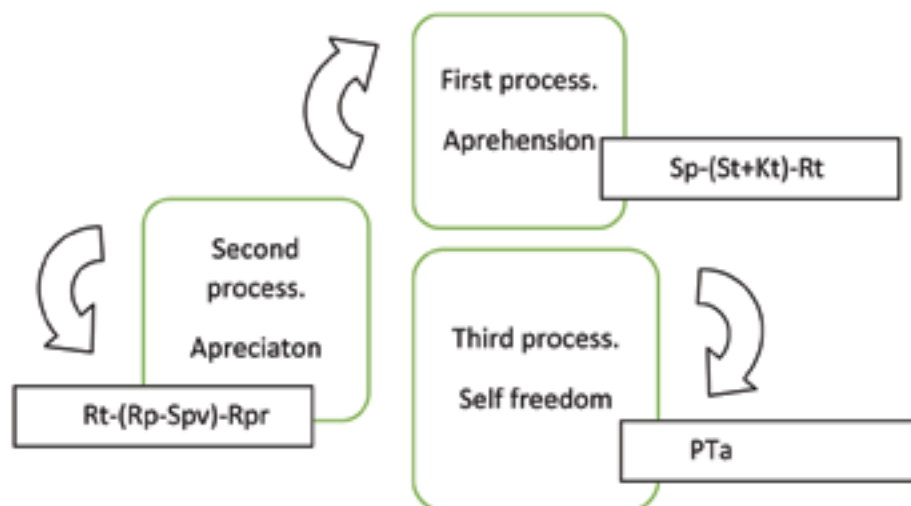 First process.
Aprehension
Sp-(St+Kt)-Rt
Second
process.
Apreciaton
Rt-(Rp-Spv)-Rpr
Third process.
Self freedom
PTa